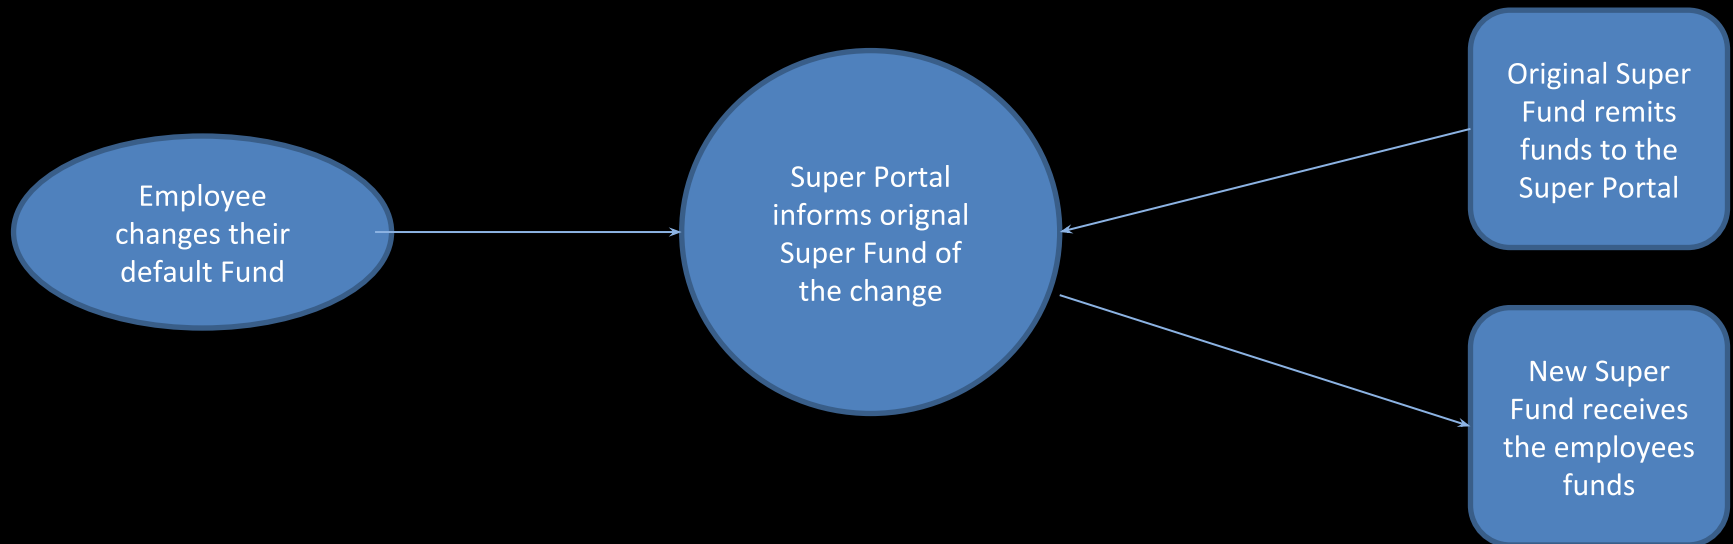 Employee
changes their
default Fund
Super Portal
informs orignal
Super Fund of
the change
Original Super
Fund remits
funds to the
Super Portal
New Super
Fund receives
the employees
funds